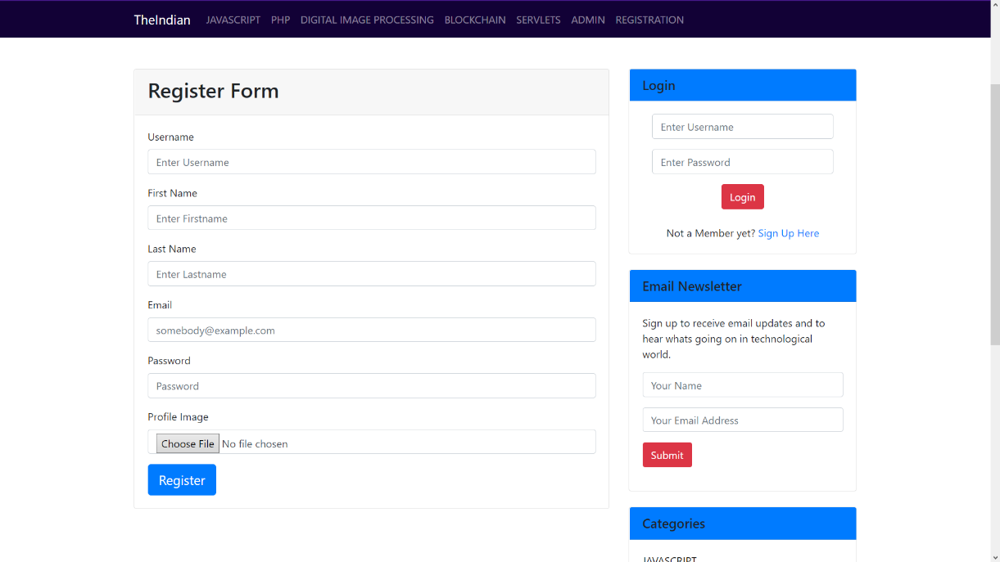 TheIndian JAVASCRIPT PHP DIGITAL IMAGE PROCESSING BLOCKCHAIN SERVLETS ADMIN REGISTRATION
Register Form
Username
Enter Username
First Name
Enter Firstname
Last Name
Enter Lastname
Email
somebody@example.com
Password
Password
Profile Image
Choose File No file chosen
Register
Login
Enter Username
Enter Password
Login
Not a Member yet? Sign Up Here
Email Newsletter
Sign up to receive email updates and to
hear whats going on in technological
world.
Your Name
Your Email Address
Submit
Categories
JAVASCRIPT